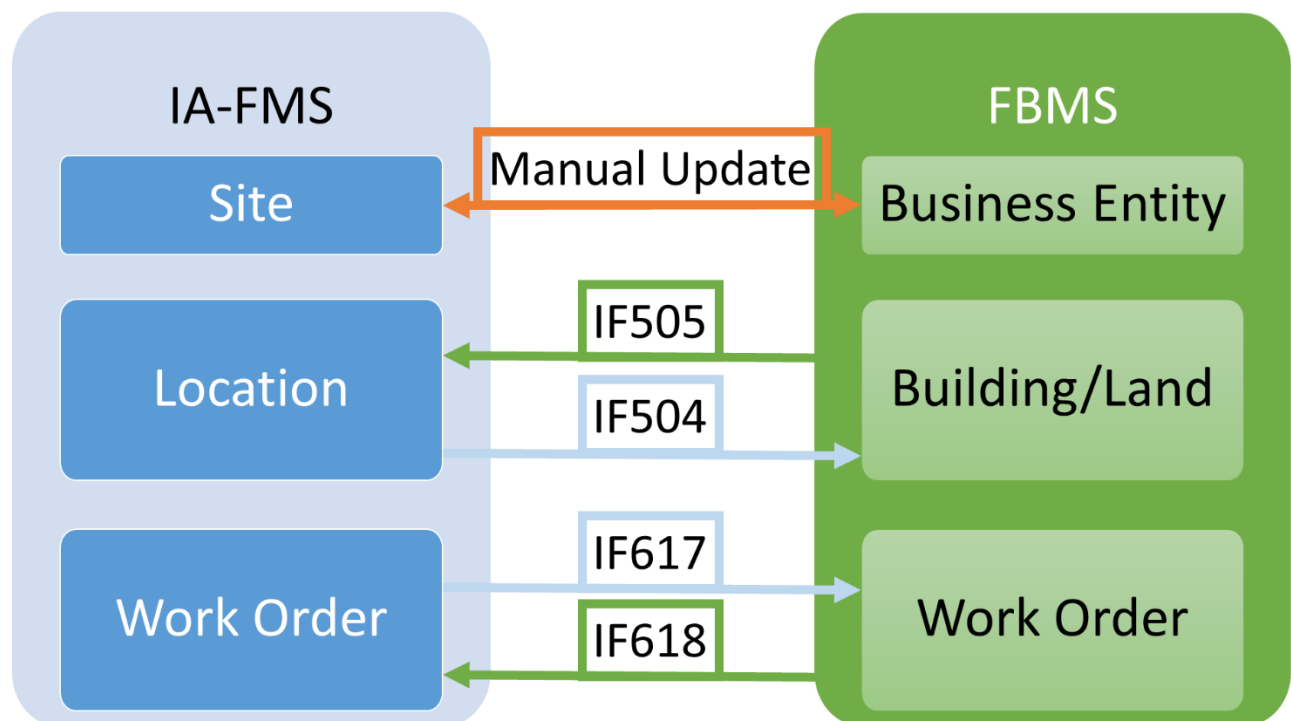 IA-FMS
FBMS
Manual Update
Site
Business Entity
IF505
Location
Building/Land
IF504
IF617
Work Order
Work Order
IF618